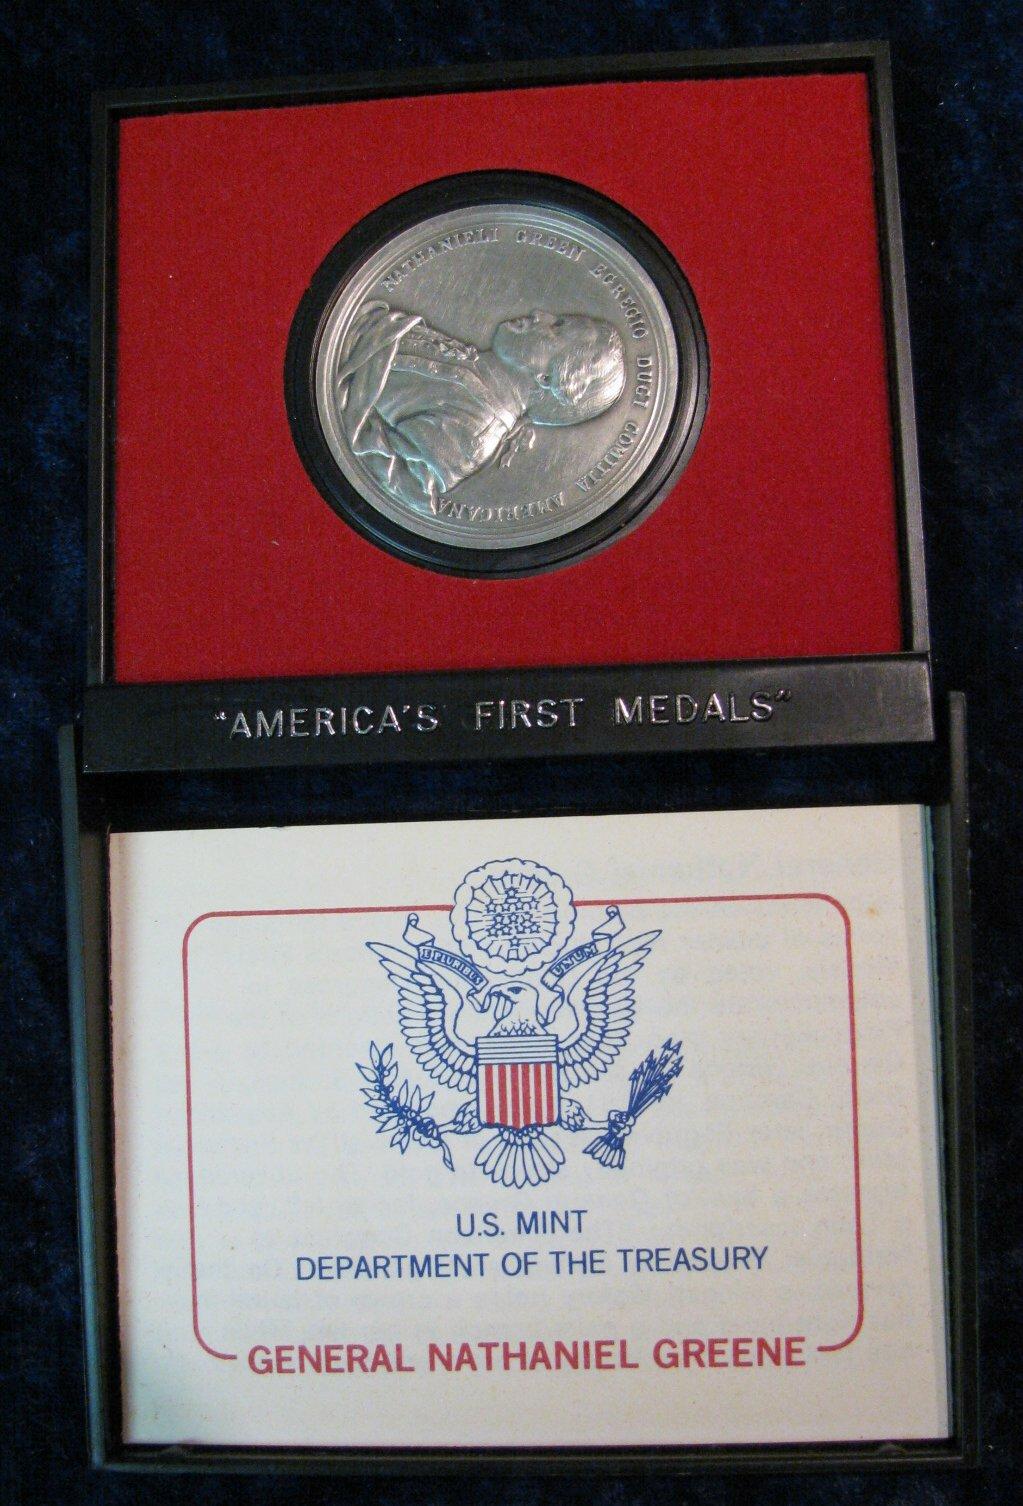 NATHANIELI GREEN EGREGIO DUCI COMITIA AMERICANA
"AMERICA'S FIRST MEDALS"
E PLURIBUS UNUM
U.S. MINT
DEPARTMENT OF THE TREASURY
GENERAL NATHANIEL GREENE